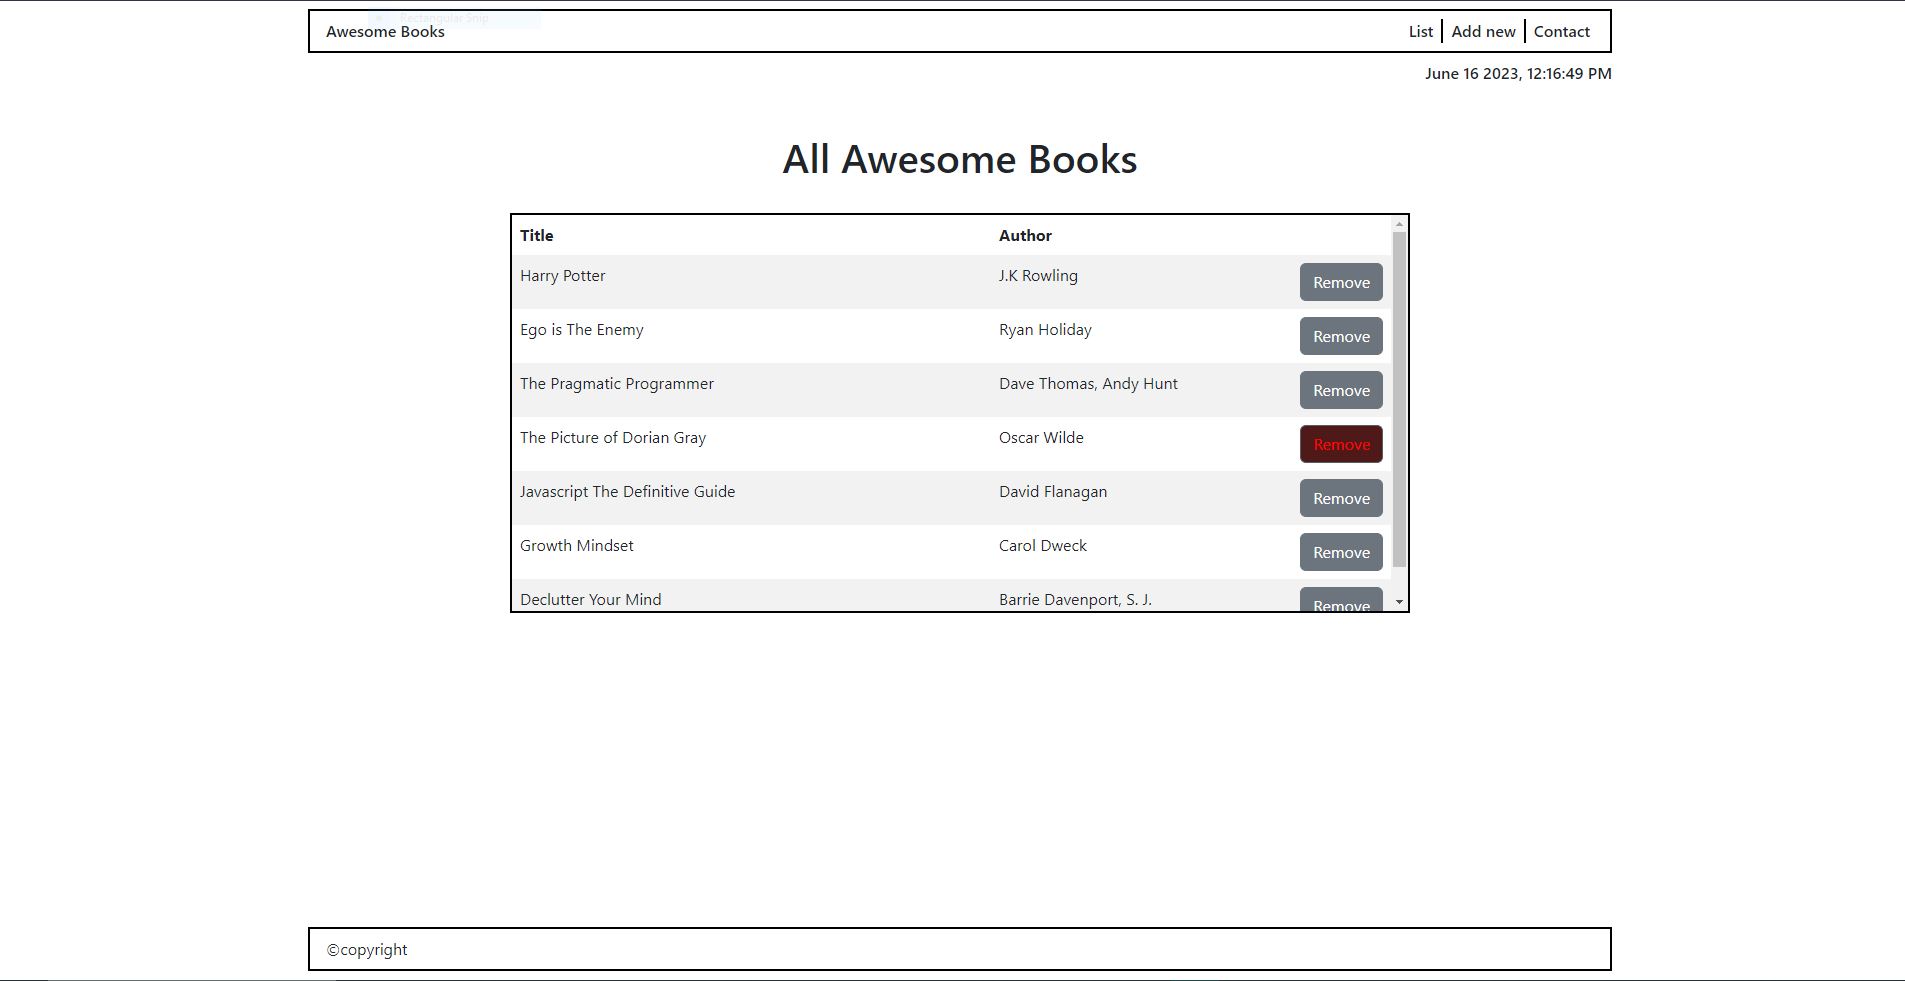 Rectangular Snip
Awesome Books List Add new Contact
June 16 2023, 12:16:49 PM
All Awesome Books
Title Author
Harry Potter J.K Rowling Remove
Ego is The Enemy Ryan Holiday Remove
The Pragmatic Programmer Dave Thomas, Andy Hunt Remove
The Picture of Dorian Gray Oscar Wilde Remove
Javascript The Definitive Guide David Flanagan Remove
Growth Mindset Carol Dweck Remove
Declutter Your Mind Barrie Davenport, S. J. Remove
©copyright